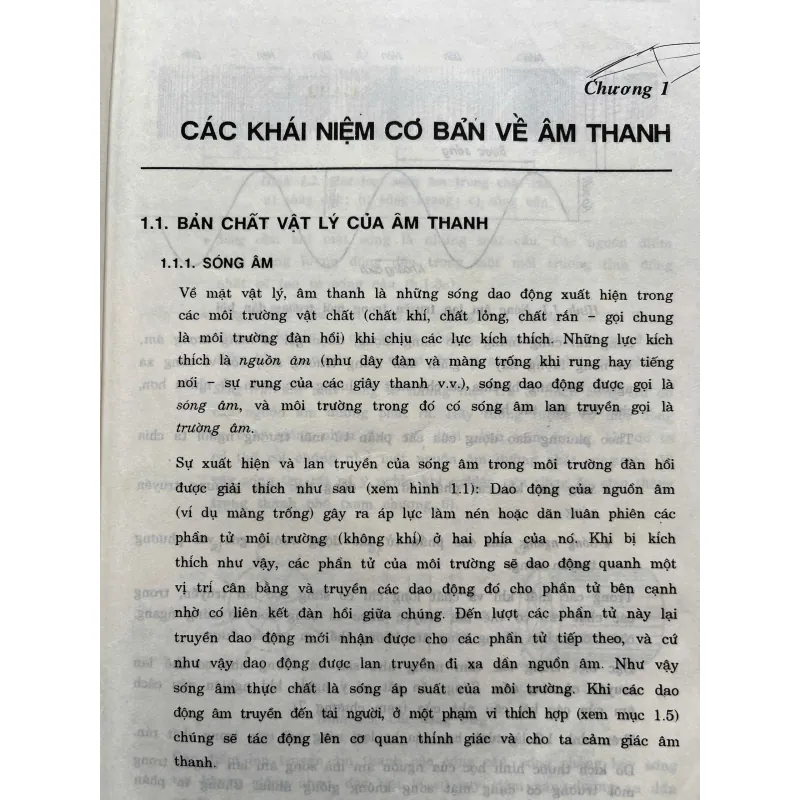 Chương 1
CÁC KHÁI NIỆM CƠ BẢN VỀ ÂM THANH
1.1. BẢN CHẤT VẬT LÝ CỦA ÂM THANH
1.1.1. SÓNG ÂM
Về mặt vật lý, âm thanh là những sóng dao động xuất hiện trong
các môi trường vật chất (chất khí, chất lỏng, chất rắn – gọi chung
là môi trường đàn hồi) khi chịu các lực kích thích. Những lực kích
thích là nguồn âm (như dây đàn và màng trống khi rung hay tiếng
nói – sự rung của các giây thanh v.v.), sóng dao động được gọi là
sóng âm, và môi trường trong đó có sóng âm lan truyền gọi là
trường âm.
Sự xuất hiện và lan truyền của sóng âm trong môi trường đàn hồi
được giải thích như sau (xem hình 1.1): Dao động của nguồn âm
(ví dụ màng trống) gây ra áp lực làm nén hoặc dãn luân phiên các
phần tử môi trường (không khí) ở hai phía của nó. Khi bị kích
thích như vậy, các phần tử của môi trường sẽ dao động quanh một
vị trí cân bằng và truyền các dao động đó cho phần tử bên cạnh
nhờ có liên kết đàn hồi giữa chúng. Đến lượt các phần tử này lại
truyền dao động mới nhận được cho các phần tử tiếp theo, và cứ
như vậy dao động được lan truyền đi xa dần nguồn âm. Như vậy
sóng âm thực chất là sóng áp suất của môi trường. Khi các dao
động âm truyền đến tai người, ở một phạm vi thích hợp (xem mục 1.5)
chúng sẽ tác động lên cơ quan thính giác và cho ta cảm giác âm
thanh.